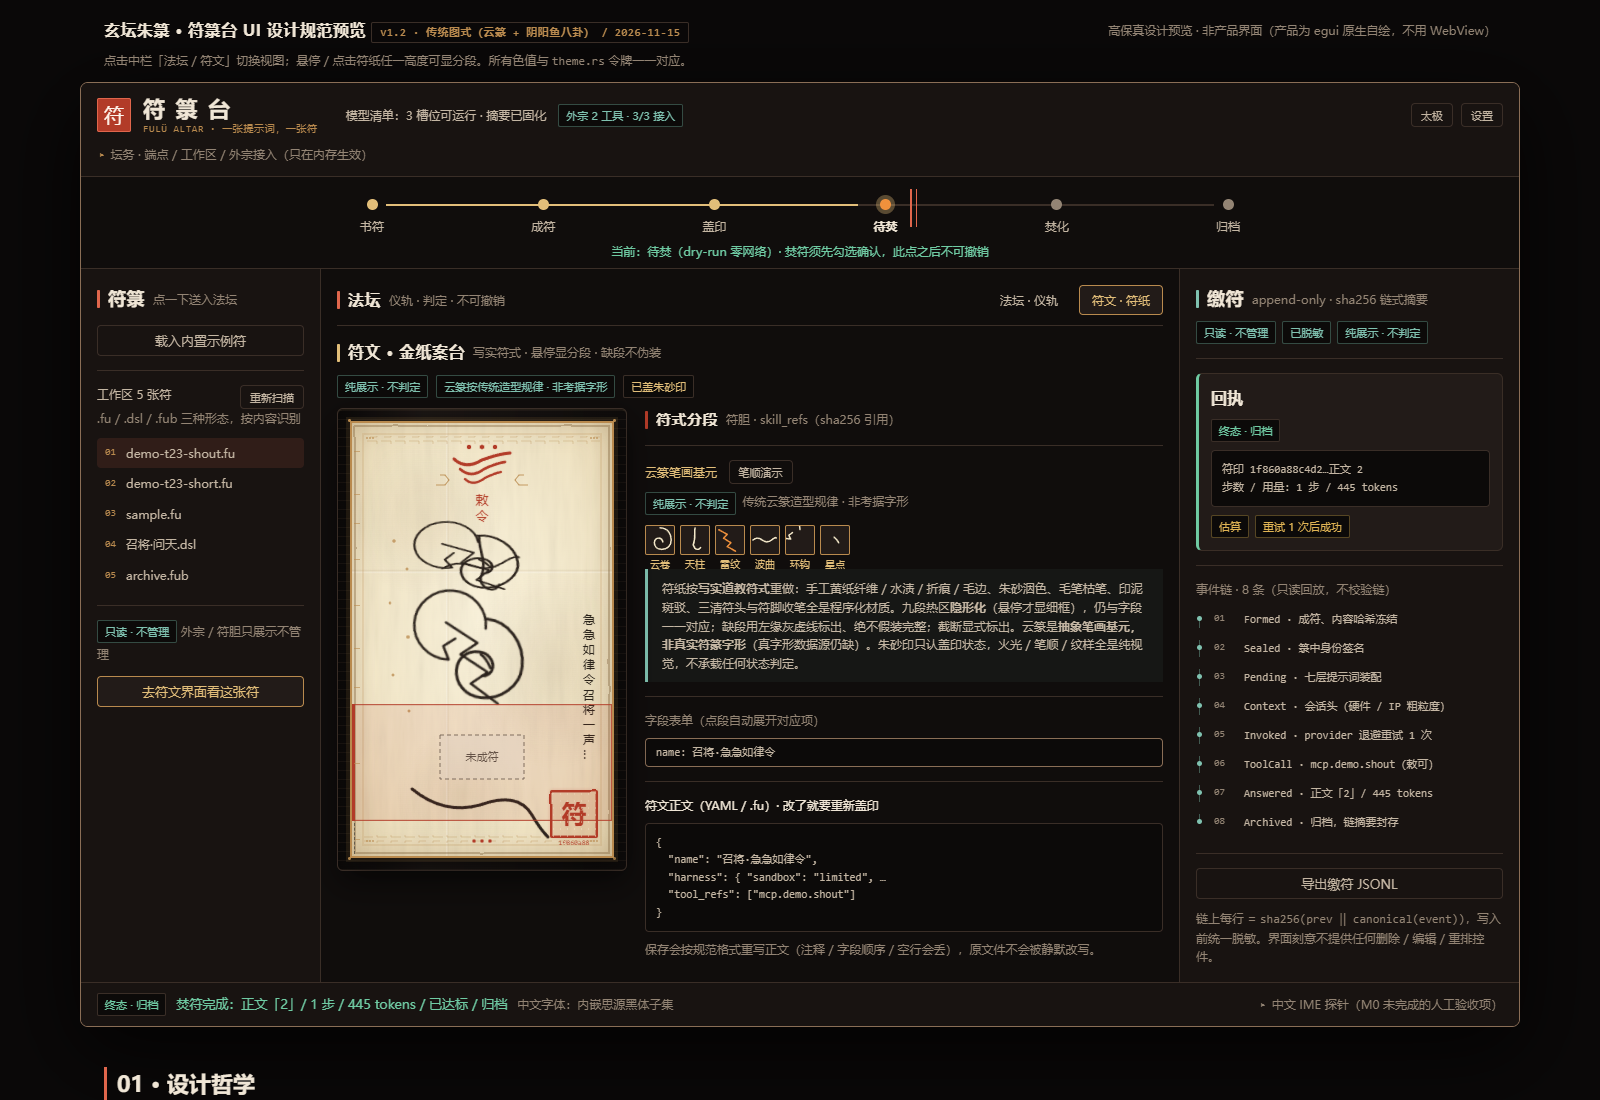 玄坛朱箓 • 符箓台 UI 设计规范预览 v1.2 · 传统图式（云篆 + 阴阳鱼八卦） / 2026-11-15
高保真设计预览 · 非产品界面（产品为 egui 原生自绘，不用 WebView）
点击中栏「法坛 / 符文」切换视图；悬停 / 点击符纸任一高度可显分段。所有色值与 theme.rs 令牌一一对应。
符
符箓台
FULÙ ALTAR · 一张提示词，一张符
模型清单：3 槽位可运行 · 摘要已固化
外宗 2 工具 · 3/3 接入
太极
设置
▸ 坛务 · 端点 / 工作区 / 外宗接入（只在内存生效）
书符
成符
盖印
待焚
焚化
归档
当前：待焚（dry-run 零网络）· 焚符须先勾选确认，此点之后不可撤销
符箓 点一下送入法坛
载入内置示例符
工作区 5 张符
重新扫描
.fu / .dsl / .fub 三种形态，按内容识别
01 demo-t23-shout.fu
02 demo-t23-short.fu
03 sample.fu
04 召将·问天.dsl
05 archive.fub
只读 · 不管理 外宗 / 符胆只展示不管
理
去符文界面看这张符
法坛 仪轨 · 判定 · 不可撤销
法坛 · 仪轨
符文 · 符纸
符文 • 金纸案台 写实符式 · 悬停显分段 · 缺段不伪装
纯展示 · 不判定
云篆按传统造型规律 · 非考据字形
已盖朱砂印
敕令
急急如律令召将一声…
未成符
符
1f860a88
符式分段 符胆 · skill_refs（sha256 引用）
云篆笔画基元
笔顺演示
纯展示 · 不判定 传统云篆造型规律 · 非考据字形
云卷
天柱
雷纹
波曲
环钩
星点
符纸按写实道教符式重做：手工黄纸纤维 / 水渍 / 折痕 / 毛边、朱砂洇色、毛笔枯笔、印泥
斑驳、三清符头与符脚收笔全是程序化材质。九段热区隐形化（悬停才显细框），仍与字段
一一对应；缺段用左缘灰虚线标出、绝不假装完整；截断显式标出。云篆是抽象笔画基元，
非真实符篆字形（真字形数据源仍缺）。朱砂印只认盖印状态，火光 / 笔顺 / 纹样全是纯视
觉，不承载任何状态判定。
字段表单（点段自动展开对应项）
name: 召将·急急如律令
符文正文（YAML / .fu）· 改了就要重新盖印
{
"name": "召将·急急如律令",
"harness": { "sandbox": "limited", …
"tool_refs": ["mcp.demo.shout"]
}
保存会按规范格式重写正文（注释 / 字段顺序 / 空行会丢），原文件不会被静默改写。
缴符 append-only · sha256 链式摘要
只读 · 不管理
已脱敏
纯展示 · 不判定
回执
终态 · 归档
符印 1f860a88c4d2…正文 2
步数 / 用量: 1 步 / 445 tokens
估算
重试 1 次后成功
事件链 · 8 条（只读回放，不校验链）
01 Formed · 成符、内容哈希冻结
02 Sealed · 箓中身份签名
03 Pending · 七层提示词装配
04 Context · 会话头 (硬件 / IP 粗粒度)
05 Invoked · provider 退避重试 1 次
06 ToolCall · mcp.demo.shout (敕可)
07 Answered · 正文「2」/ 445 tokens
08 Archived · 归档，链摘要封存
导出缴符 JSONL
链上每行 = sha256(prev || canonical(event))，写入
前统一脱敏。界面刻意不提供任何删除 / 编辑 / 重排控
件。
终态 · 归档 焚符完成：正文「2」/ 1 步 / 445 tokens / 已达标 / 归档 中文字体：内嵌思源黑体子集
▸ 中文 IME 探针（M0 未完成的人工验收项）
01 • 设计哲学